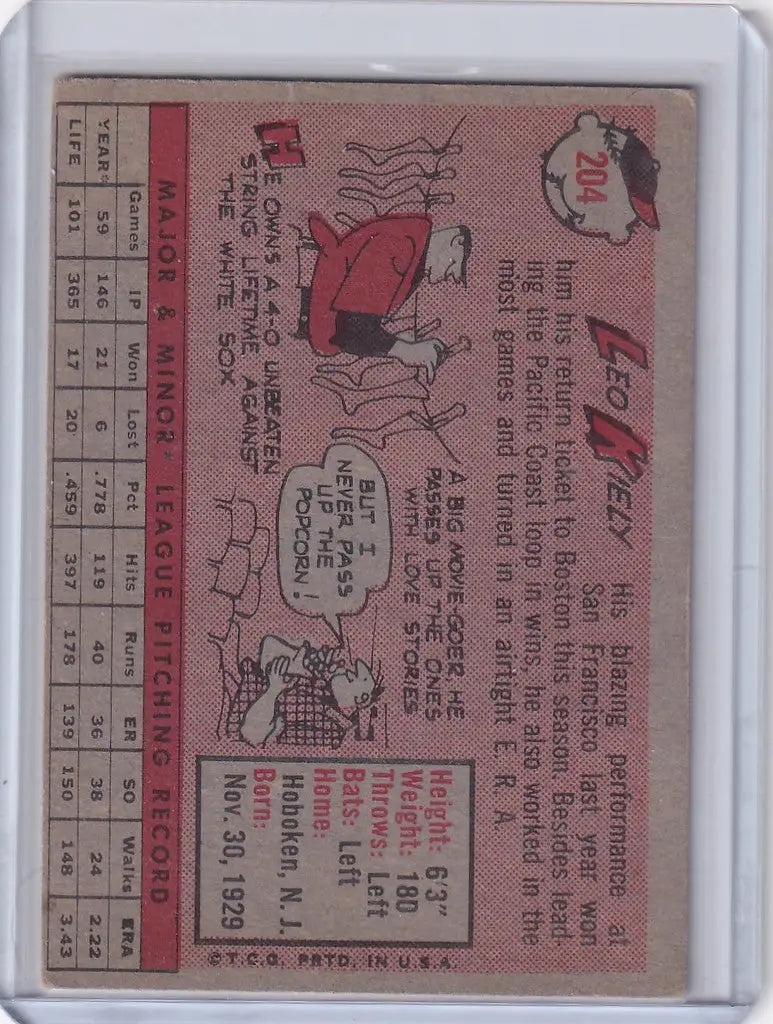 204
LEO KIELY
His blazing performance at
San Francisco last year won
him his return ticket to Boston this season. Besides lead-
ing the Pacific Coast loop in wins, he also worked in the
most games and turned in an airtight E. R. A.
HE OWNS A 4-0 UNBEATEN
STRING LIFETIME AGAINST
THE WHITE SOX
A BIG MOVIE-GOER, HE
PASSES UP THE ONES
WITH LOVE STORIES
BUT I
NEVER PASS
UP THE
POPCORN!
Height: 6'3"
Weight: 180
Throws: Left
Bats: Left
Home:
Hoboken, N. J.
Born:
Nov. 30, 1929
©T.C.G. PRTD. IN U.S.A.
MAJOR & MINOR* LEAGUE PITCHING RECORD
Games IP Won Lost Pct Hits Runs ER SO Walks ERA
YEAR* 59 146 21 6 .778 119 40 36 38 24 2.22
LIFE 101 365 17 20 .459 397 178 139 150 148 3.43